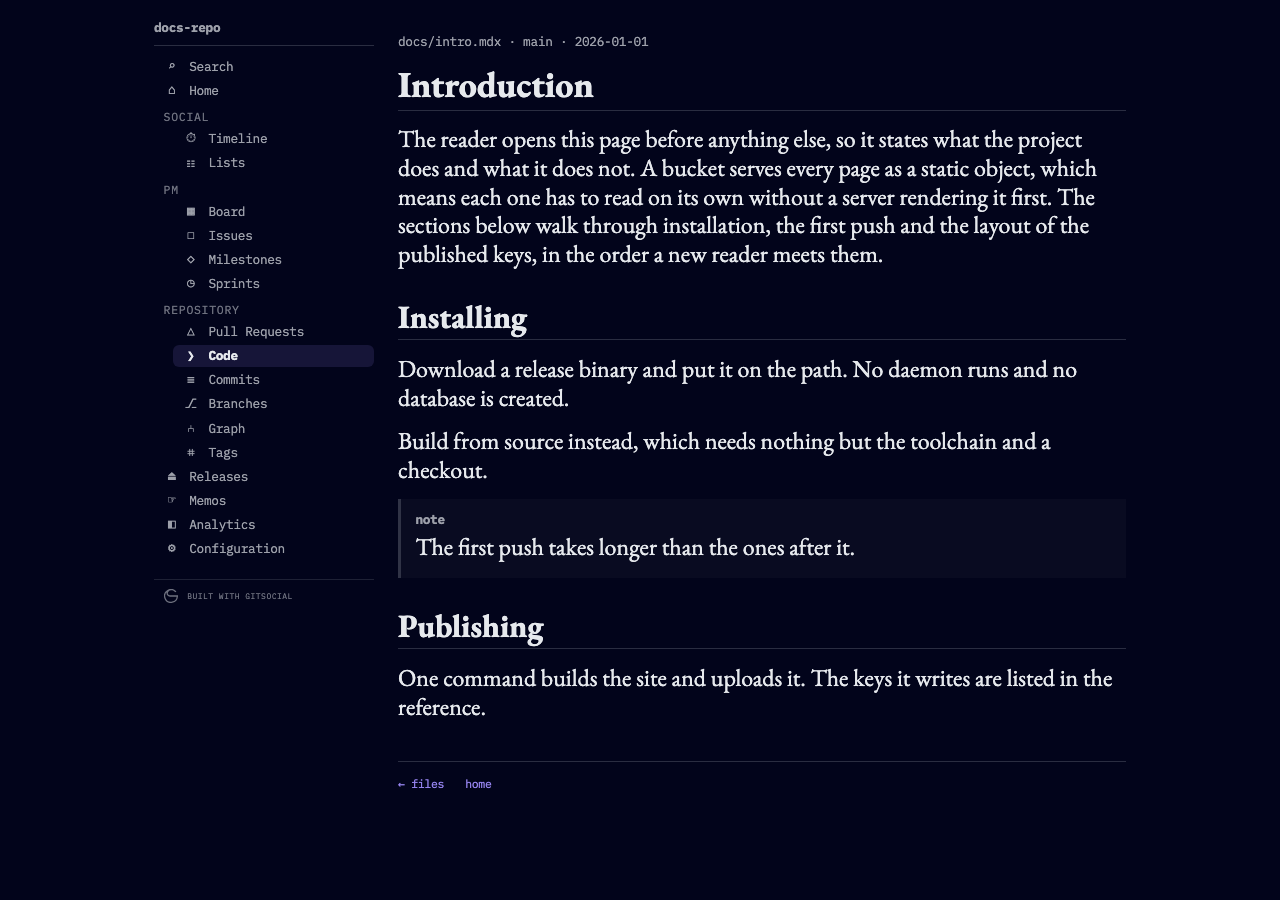 docs-repo
Search
Home
SOCIAL
Timeline
Lists
PM
Board
Issues
Milestones
Sprints
REPOSITORY
Pull Requests
Code
Commits
Branches
Graph
Tags
Releases
Memos
Analytics
Configuration
BUILT WITH GITSOCIAL
docs/intro.mdx · main · 2026-01-01
Introduction
The reader opens this page before anything else, so it states what the project
does and what it does not. A bucket serves every page as a static object, which
means each one has to read on its own without a server rendering it first. The
sections below walk through installation, the first push and the layout of the
published keys, in the order a new reader meets them.
Installing
Download a release binary and put it on the path. No daemon runs and no
database is created.
Build from source instead, which needs nothing but the toolchain and a
checkout.
note
The first push takes longer than the ones after it.
Publishing
One command builds the site and uploads it. The keys it writes are listed in the
reference.
← files home